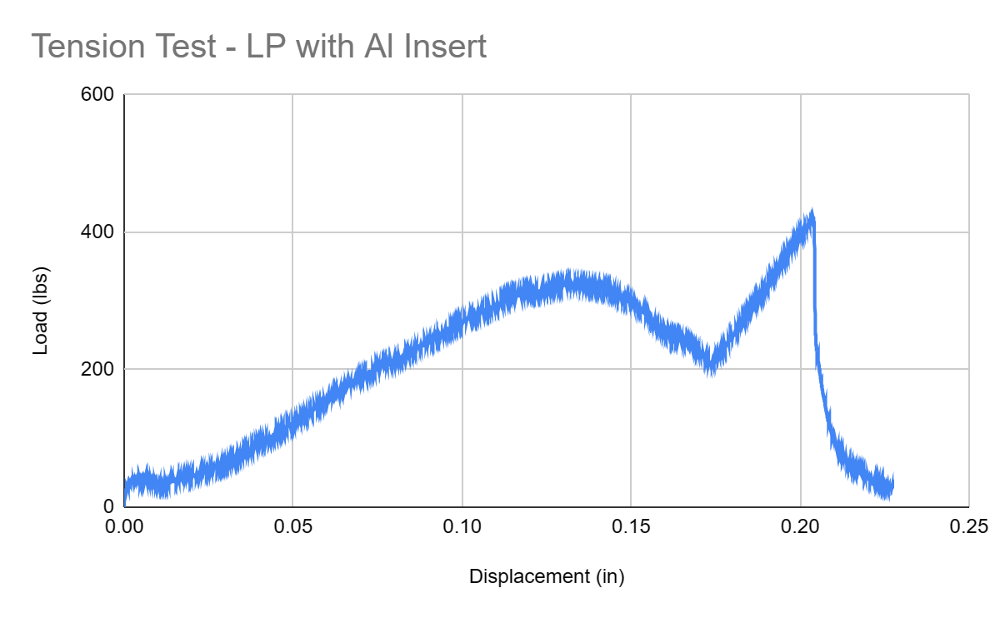 Tension Test - LP with Al Insert
600
400
200
0
Load (lbs)
0.00 0.05 0.10 0.15 0.20 0.25
Displacement (in)